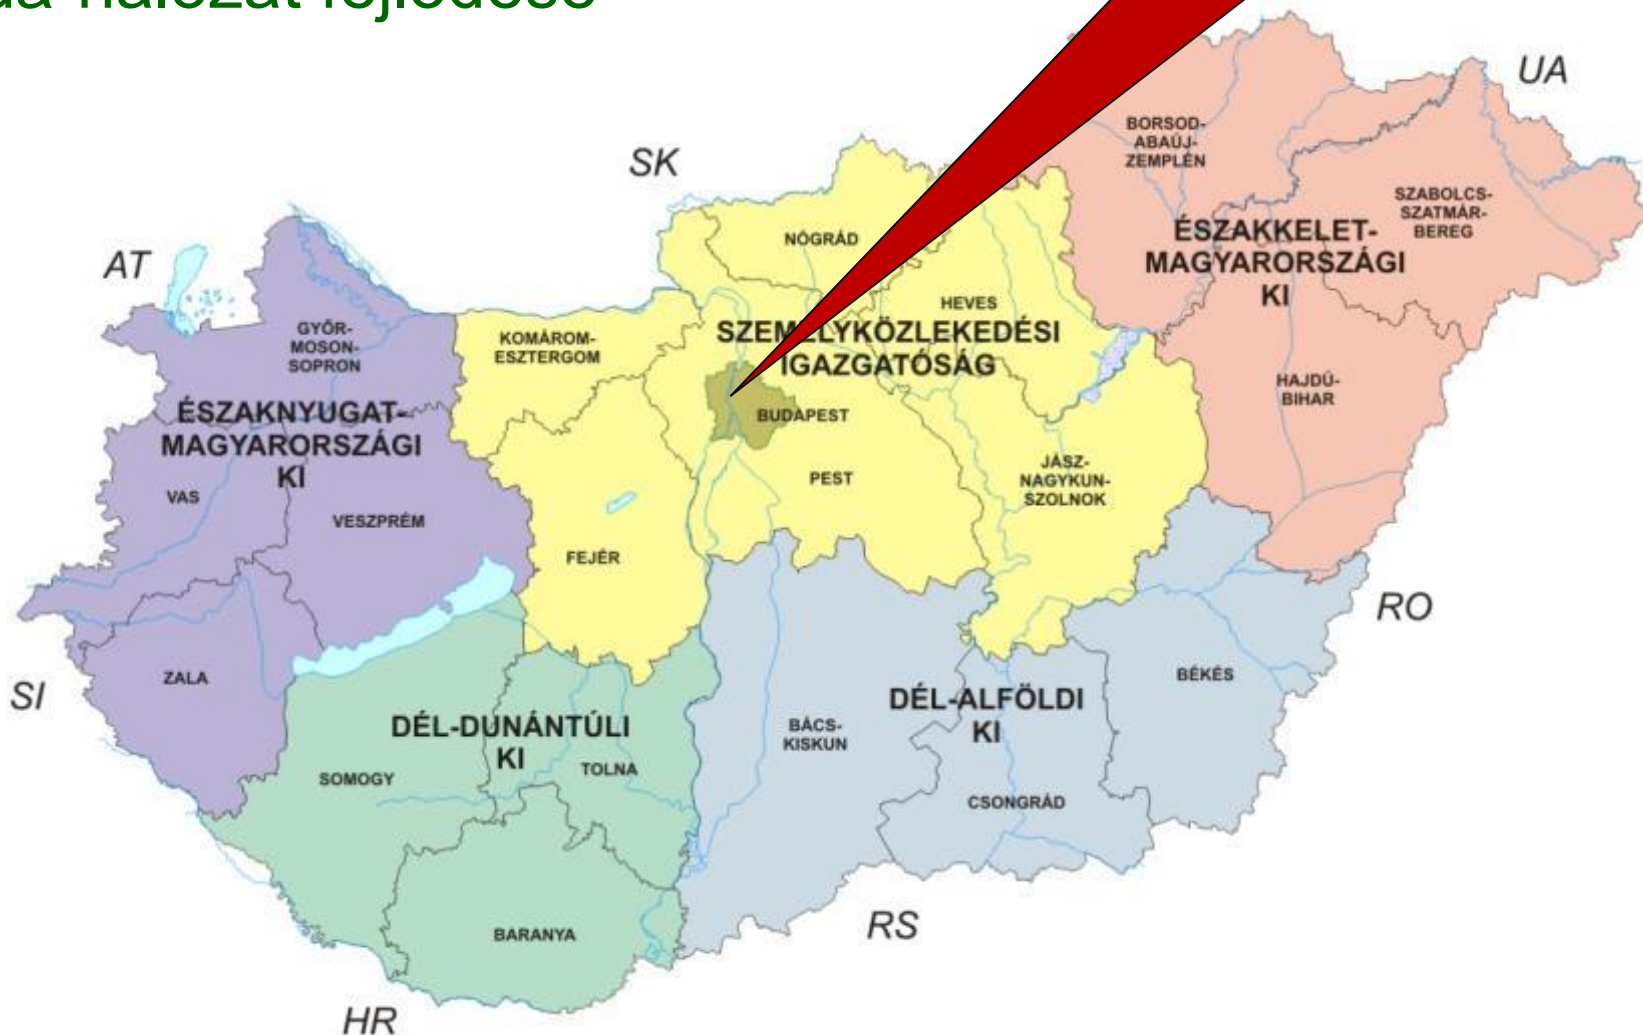 hálózat fejlődése
UA
BORSOD-
ABAÚJ-
ZEMPLÉN
SK
SZABOLCS-
SZATMÁR-
BEREG
NÓGRÁD
ÉSZAKKELET-
MAGYARORSZÁGI
KI
AT
HEVES
GYŐR-
MOSON-
SOPRON
KOMÁROM-
ESZTERGOM
SZEMÉLYKÖZLEKEDÉSI
IGAZGATÓSÁG
HAJDÚ-
BIHAR
ÉSZAKNYUGAT-
MAGYARORSZÁGI
KI
BUDAPEST
JÁSZ-
NAGYKUN-
SZOLNOK
PEST
VAS
VESZPRÉM
FEJÉR
RO
ZALA
SI
BÉKÉS
DÉL-DUNÁNTÚLI
KI
DÉL-ALFÖLDI
KI
BÁCS-
KISKUN
SOMOGY
TOLNA
CSONGRÁD
RS
BARANYA
HR